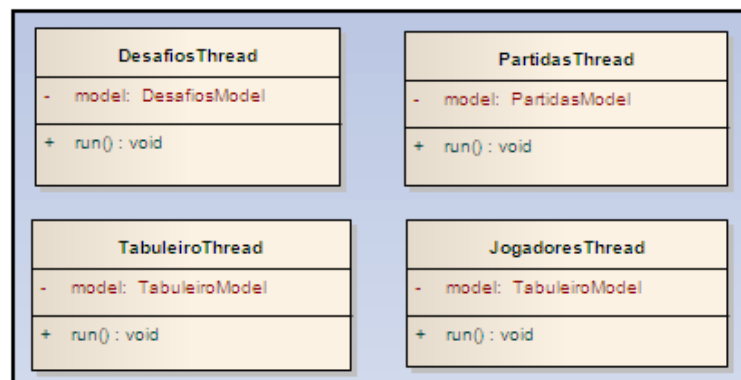 DesafiosThread
- model: DesafiosModel
+ run() : void
PartidasThread
- model: PartidasModel
+ run() : void
TabuleiroThread
- model: TabuleiroModel
+ run() : void
JogadoresThread
- model: TabuleiroModel
+ run() : void